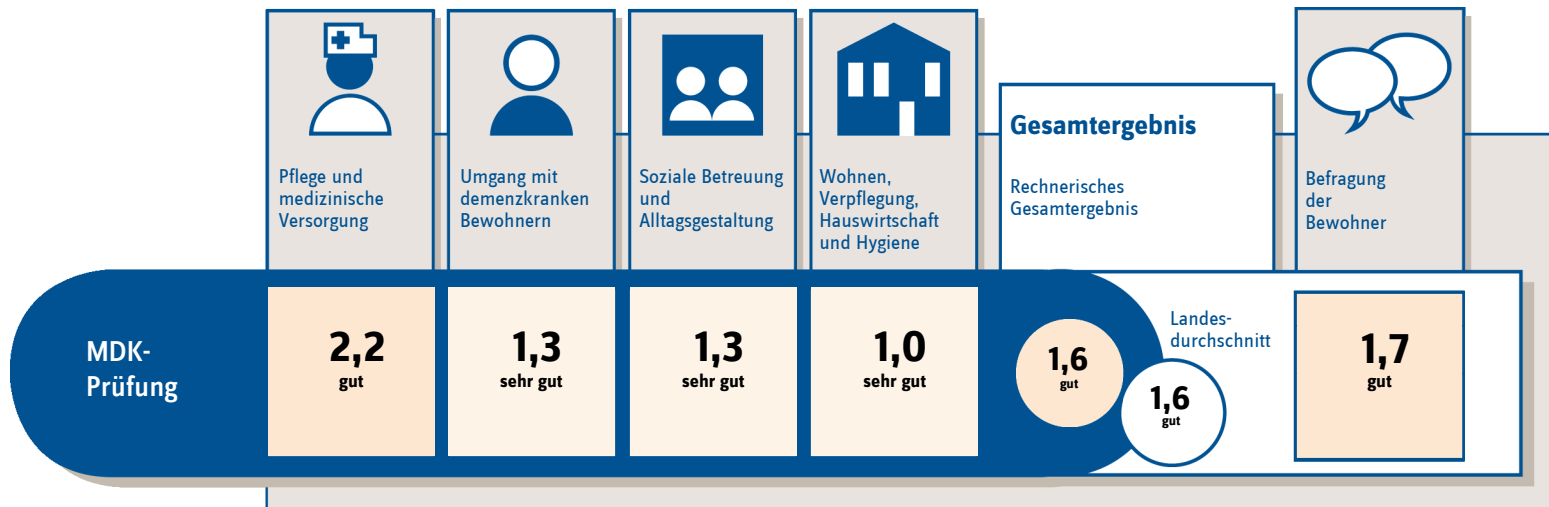 Pflege und
medizinische
Versorgung
Umgang mit
demenzkranken
Bewohnern
Soziale Betreuung
und
Alltagsgestaltung
Wohnen,
Verpflegung,
Hauswirtschaft
und Hygiene
Gesamtergebnis
Rechnerisches
Gesamtergebnis
Befragung
der
Bewohner
MDK-
Prüfung
2,2
gut
1,3
sehr gut
1,3
sehr gut
1,0
sehr gut
1,6
gut
Landes-
durchschnitt
1,6
gut
1,7
gut